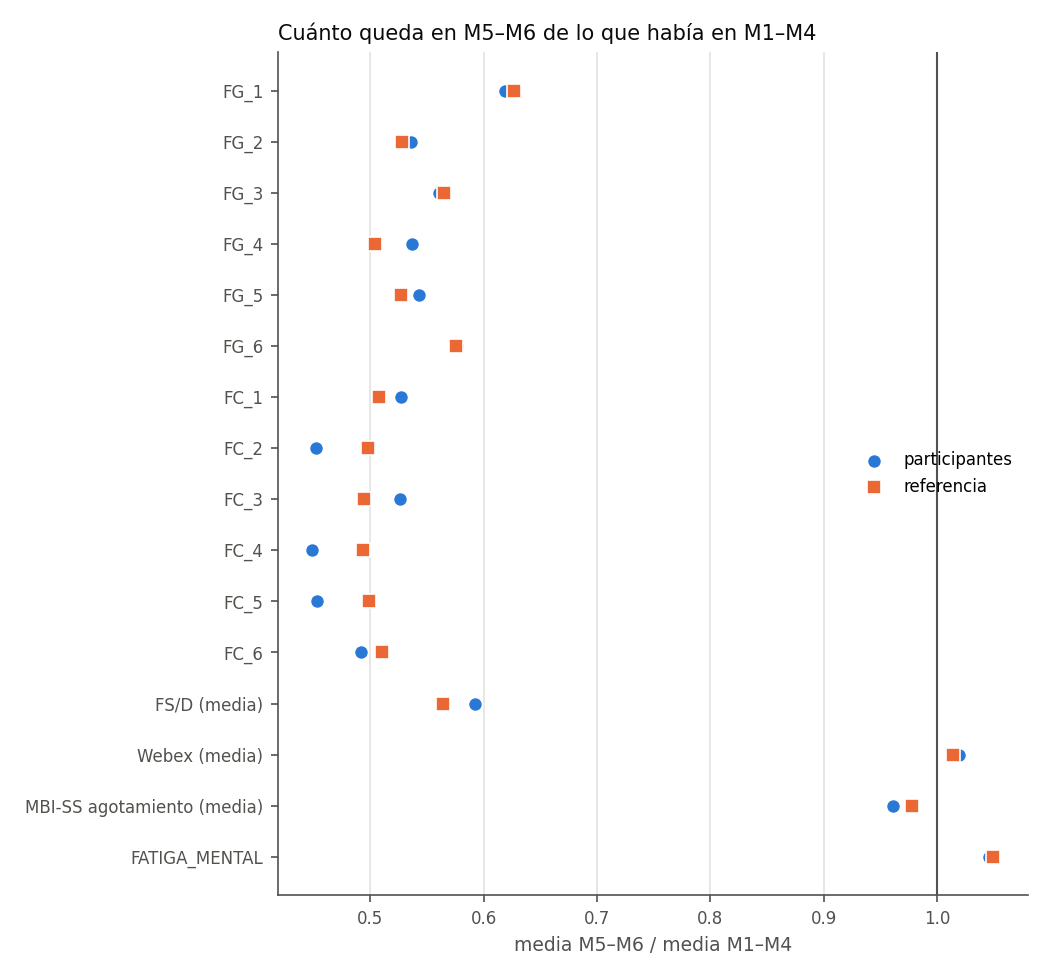 Cuánto queda en M5–M6 de lo que había en M1–M4
FG_1
FG_2
FG_3
FG_4
FG_5
FG_6
FC_1
FC_2
FC_3
FC_4
FC_5
FC_6
FS/D (media)
Webex (media)
MBI-SS agotamiento (media)
FATIGA_MENTAL
participantes
referencia
0.5 0.6 0.7 0.8 0.9 1.0
media M5–M6 / media M1–M4